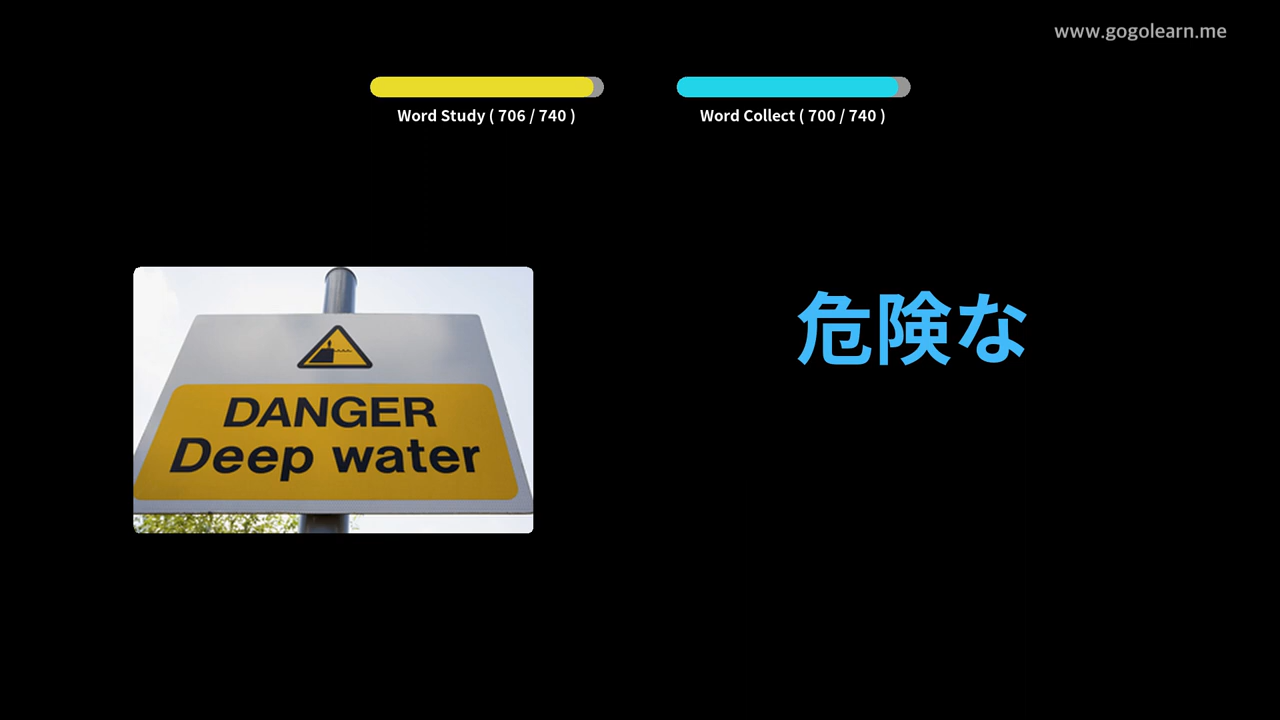 www.gogolearn.me
Word Study ( 706 / 740 )
Word Collect ( 700 / 740 )
DANGER
Deep water
危険な